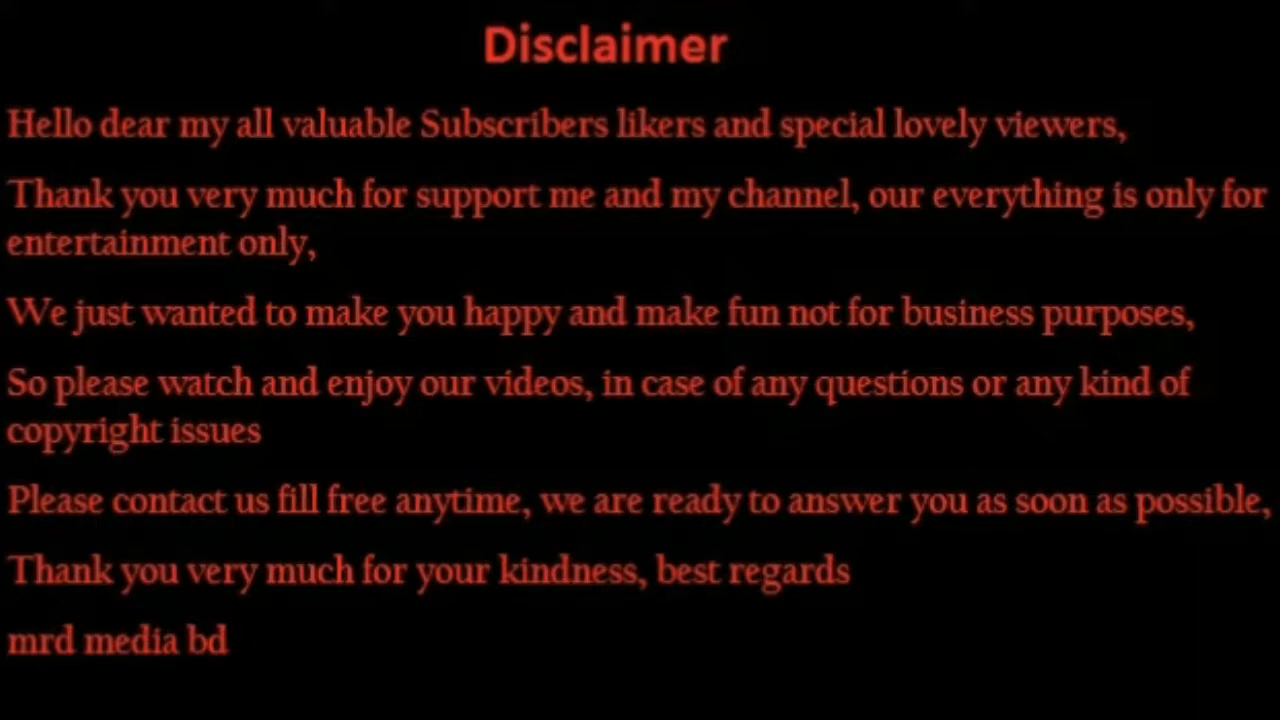 Disclaimer
Hello dear my all valuable Subscribers likers and special lovely viewers,
Thank you very much for support me and my channel, our everything is only for
entertainment only,
We just wanted to make you happy and make fun not for business purposes,
So please watch and enjoy our videos, in case of any questions or any kind of
copyright issues
Please contact us fill free anytime, we are ready to answer you as soon as possible,
Thank you very much for your kindness, best regards
mrd media bd